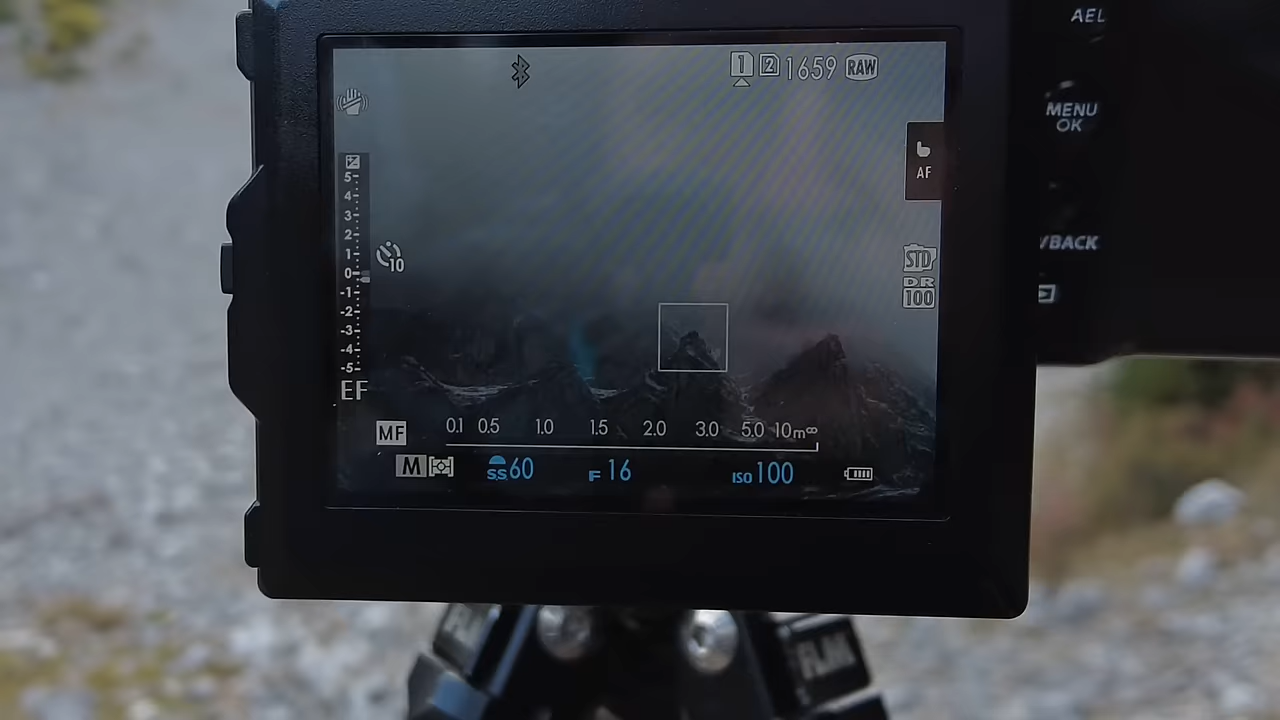 AEL
1 2 1659 RAW
MENU
OK
AF
5
4
3
2
1
0
-1
-2
-3
-4
-5
10
/BACK
STD
DR
100
EF
MF
0.1 0.5 1.0 1.5 2.0 3.0 5.0 10m∞
M S.S. 60 F 16 ISO 100
FLM